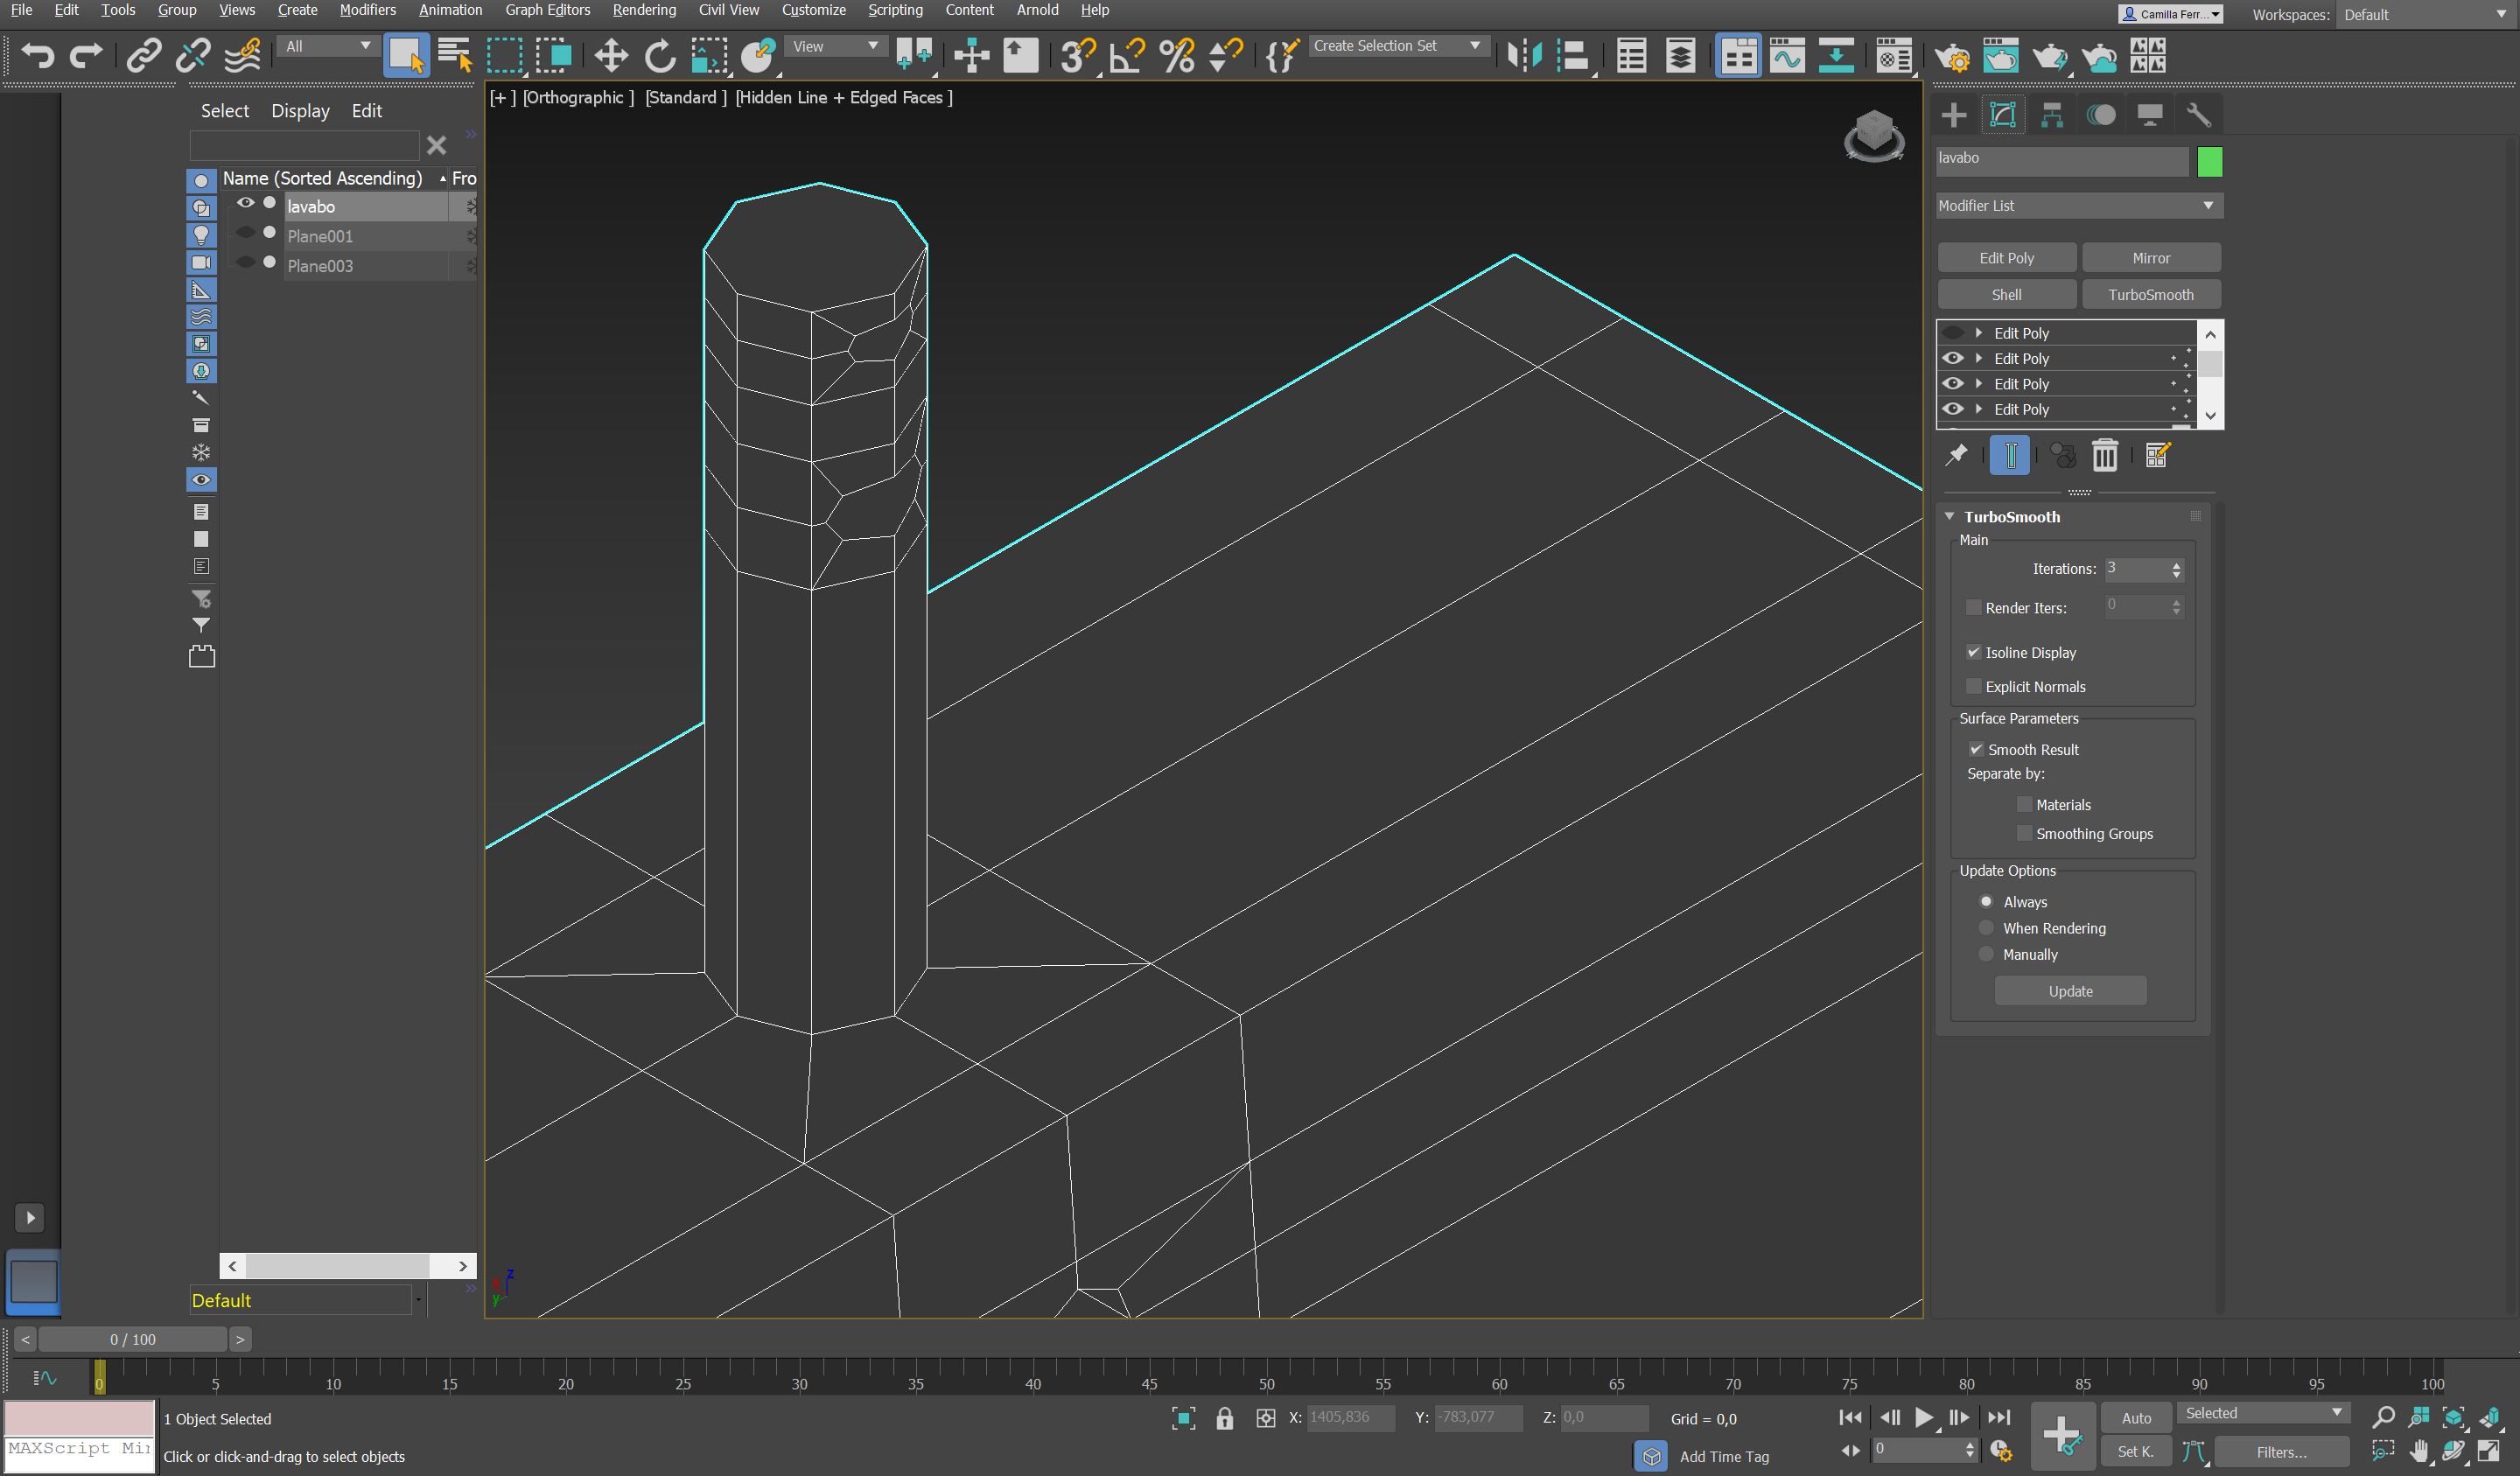 File Edit Tools Group Views Create Modifiers Animation Graph Editors Rendering Civil View Customize Scripting Content Arnold Help
Camilla Ferr...
Workspaces: Default
All
View
Create Selection Set
Select Display Edit
Name (Sorted Ascending) Fro
lavabo
Plane001
Plane003
Default
[+] [Orthographic] [Standard] [Hidden Line + Edged Faces]
z
y
lavabo
Modifier List
Edit Poly Mirror
Shell TurboSmooth
Edit Poly
Edit Poly
Edit Poly
Edit Poly
TurboSmooth
Main
Iterations: 3
Render Iters: 0
Isoline Display
Explicit Normals
Surface Parameters
Smooth Result
Separate by:
Materials
Smoothing Groups
Update Options
Always
When Rendering
Manually
Update
< 0 / 100 >
0 5 10 15 20 25 30 35 40 45 50 55 60 65 70 75 80 85 90 95 100
1 Object Selected
X: 1405,836 Y: -783,077 Z: 0,0 Grid = 0,0
Auto Selected
MAXScript Mi
Click or click-and-drag to select objects
Add Time Tag
0
Set K. Filters...